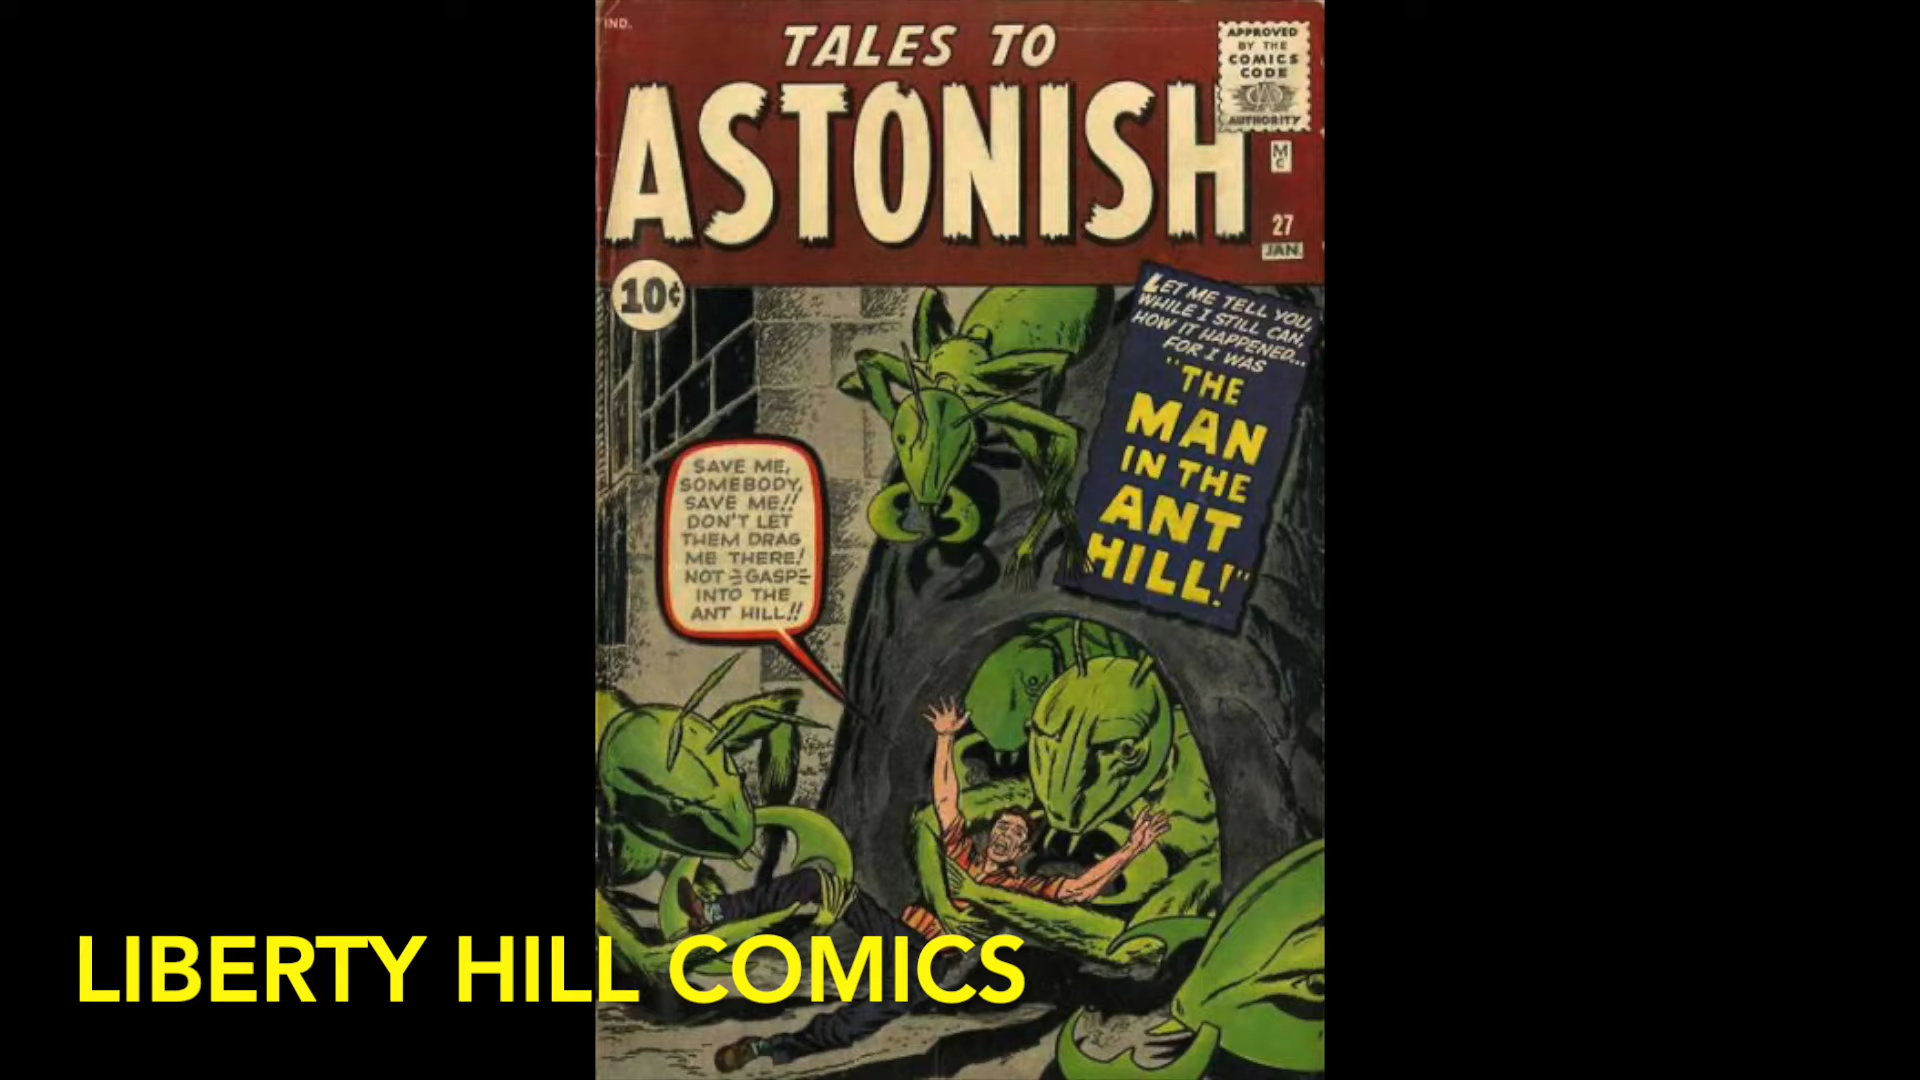 IND.
TALES TO
ASTONISH
APPROVED
BY THE
COMICS
CODE
CA
AUTHORITY
M
C
27
JAN.
10¢
LET ME TELL YOU,
WHILE I STILL CAN,
HOW IT HAPPENED...
FOR I WAS
"THE
MAN
IN THE
ANT
HILL!"
SAVE ME,
SOMEBODY,
SAVE ME!!
DON'T LET
THEM DRAG
ME THERE!
NOT GASP
INTO THE
ANT HILL!!
LIBERTY HILL COMICS